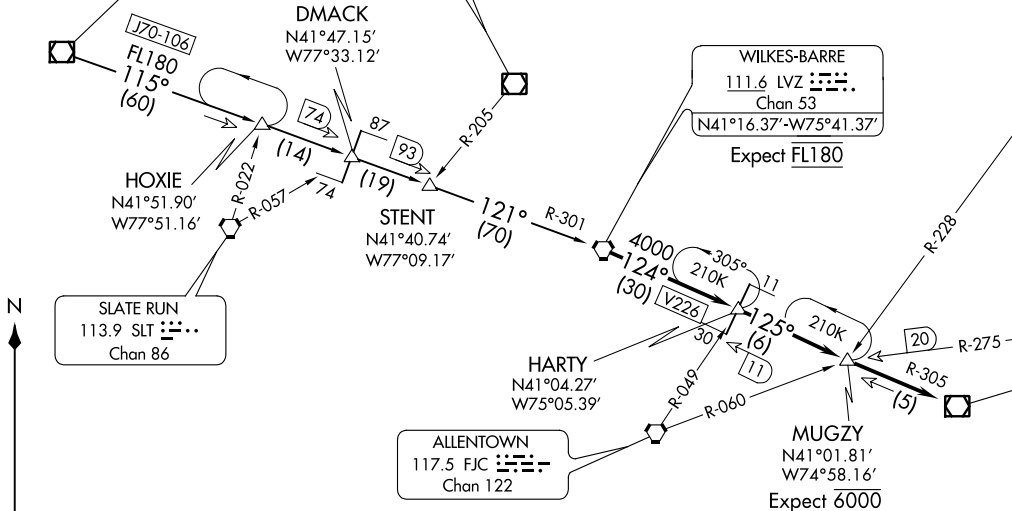 DMACK
N41°47.15'
W77°33.12'
J70-106
FL180
115°
(60)
74
87
93
R-205
(14)
(19)
74
HOXIE
N41°51.90'
W77°51.16'
R-022
R-057
STENT
N41°40.74'
W77°09.17'
121°
(70)
R-301
WILKES-BARRE
111.6 LVZ
Chan 53
N41°16.37'-W75°41.37'
Expect FL180
4000
124°
(30)
V226
30
305°
210K
11
125°
(6)
11
210K
R-228
20
R-275
R-305
(5)
N
SLATE RUN
113.9 SLT
Chan 86
HARTY
N41°04.27'
W75°05.39'
R-049
R-060
ALLENTOWN
117.5 FJC
Chan 122
MUGZY
N41°01.81'
W74°58.16'
Expect 6000